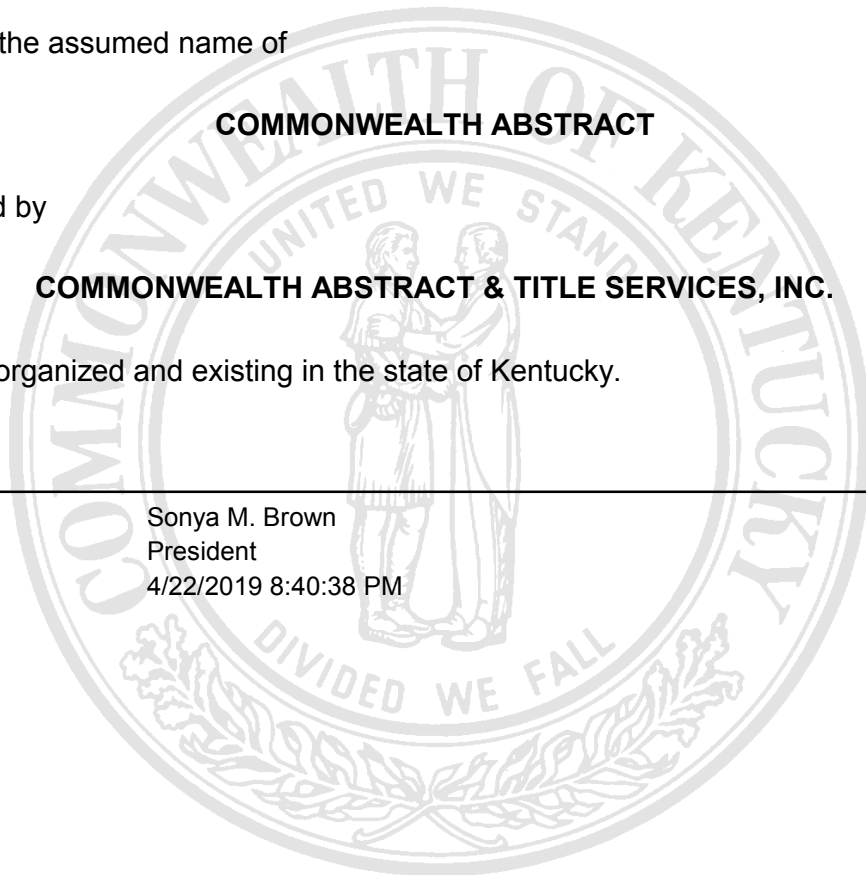 the assumed name of
COMMONWEALTH ABSTRACT
d by
COMMONWEALTH ABSTRACT & TITLE SERVICES, INC.
organized and existing in the state of Kentucky.
Sonya M. Brown
President
4/22/2019 8:40:38 PM
COMMONWEALTH OF KENTUCKY
UNITED WE STAND
DIVIDED WE FALL